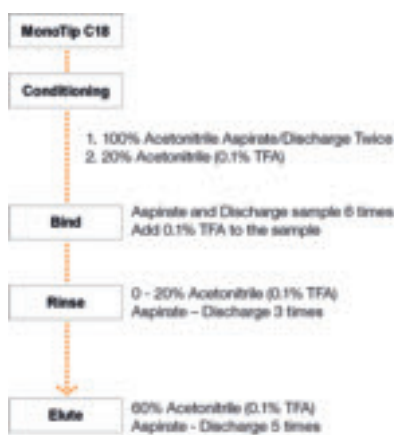 MonoTip C18
Conditioning
1. 100% Acetonitrile Aspirate/Discharge Twice
2. 20% Acetonitrile (0.1% TFA)
Bind
Aspirate and Discharge sample 6 times
Add 0.1% TFA to the sample
Rinse
0 - 20% Acetonitrile (0.1% TFA)
Aspirate – Discharge 3 times
Elute
60% Acetonitrile (0.1% TFA)
Aspirate - Discharge 5 times